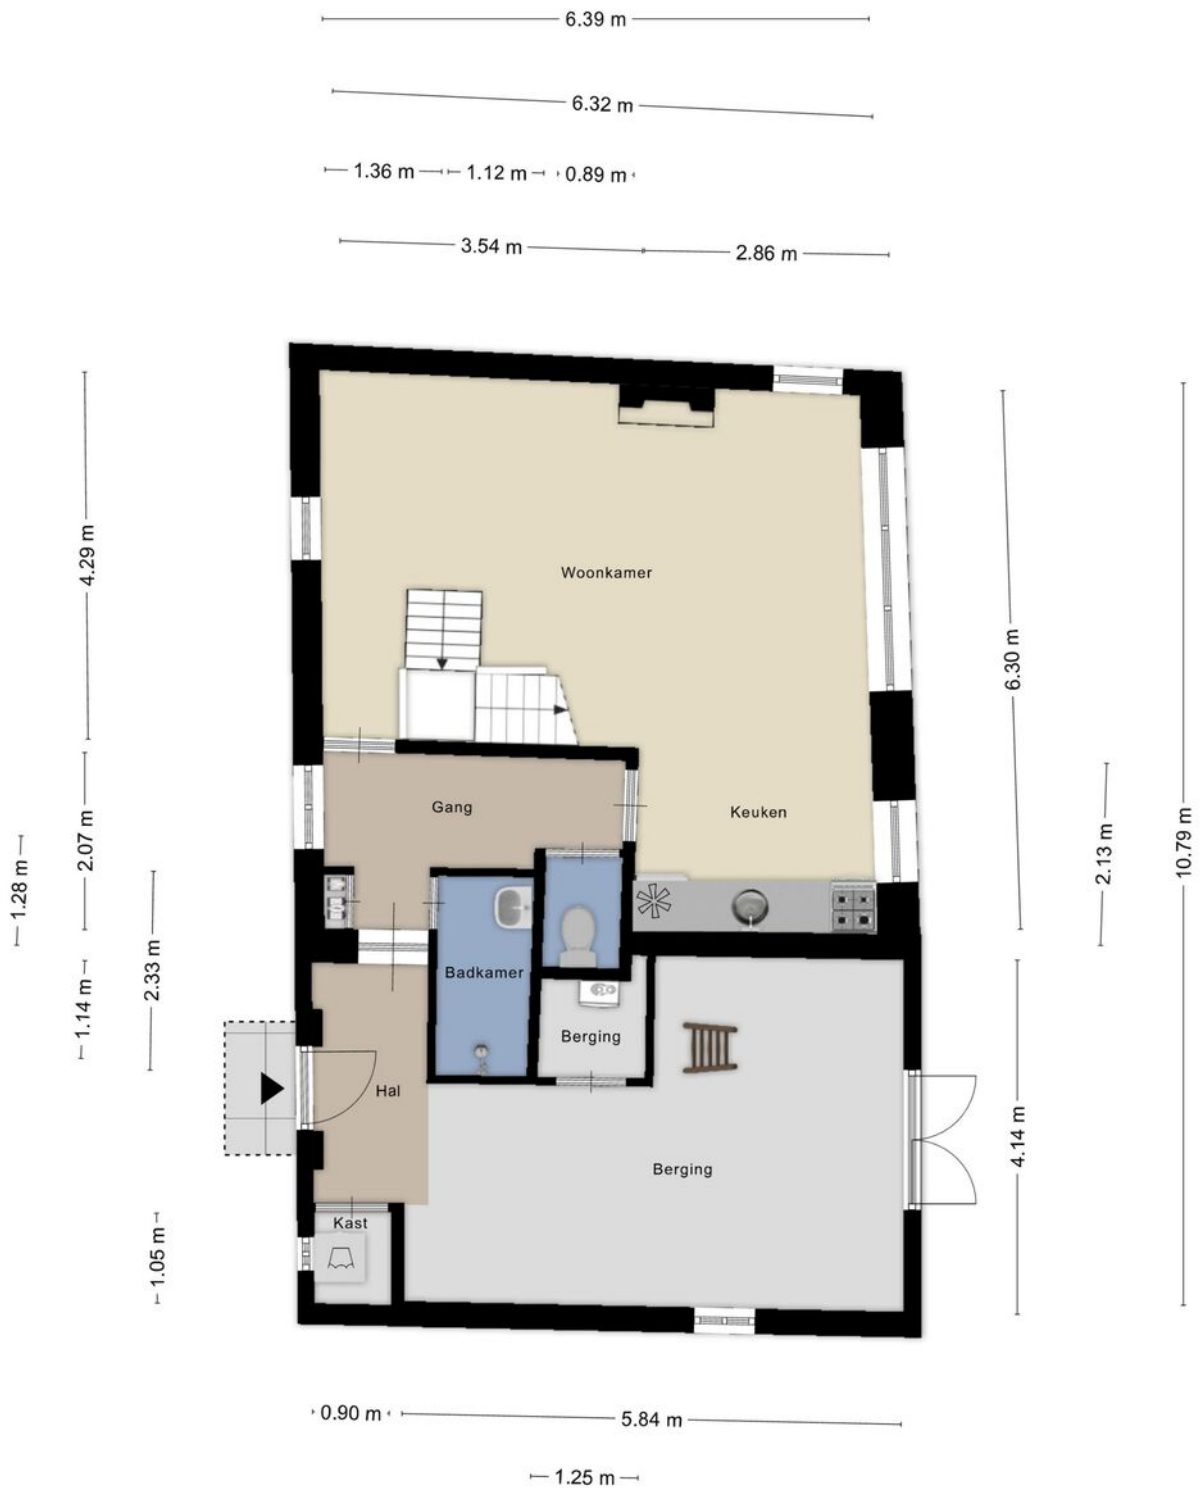 6.39 m
6.32 m
1.36 m
1.12 m
0.89 m
3.54 m
2.86 m
4.29 m
Woonkamer
6.30 m
Gang
Keuken
2.07 m
2.13 m
10.79 m
1.28 m
2.33 m
1.14 m
Badkamer
Berging
Hal
4.14 m
Berging
Kast
1.05 m
0.90 m
5.84 m
1.25 m